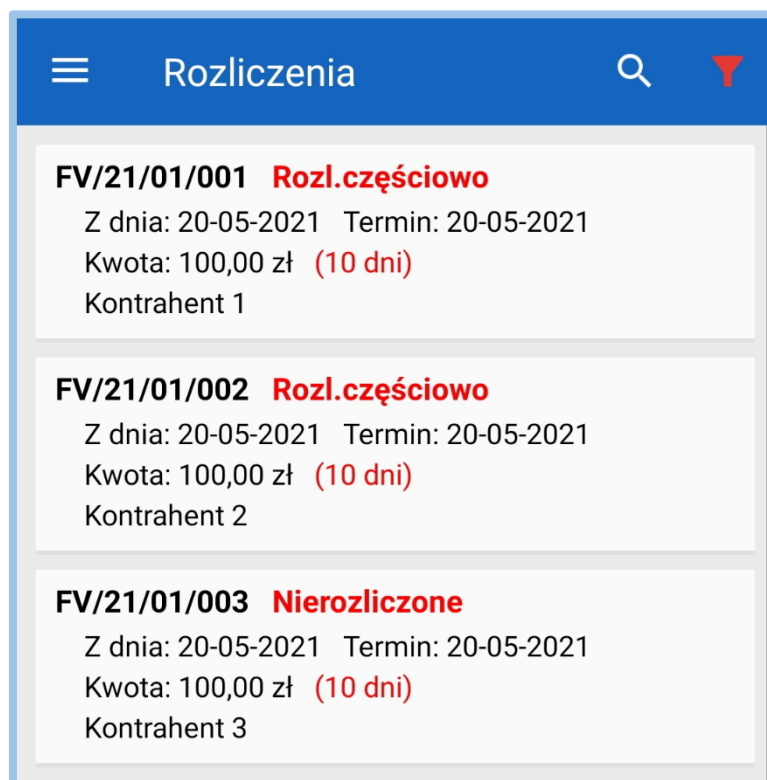 Rozliczenia
FV/21/01/001 Rozl.częściowo
Z dnia: 20-05-2021 Termin: 20-05-2021
Kwota: 100,00 zł (10 dni)
Kontrahent 1
FV/21/01/002 Rozl.częściowo
Z dnia: 20-05-2021 Termin: 20-05-2021
Kwota: 100,00 zł (10 dni)
Kontrahent 2
FV/21/01/003 Nierozliczone
Z dnia: 20-05-2021 Termin: 20-05-2021
Kwota: 100,00 zł (10 dni)
Kontrahent 3